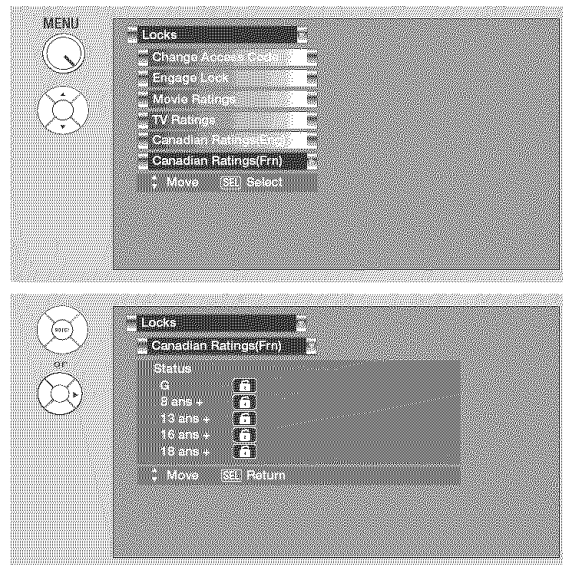 MENU
Locks
Change Access Code
Engage Lock
Movie Ratings
TV Ratings
Canadian Ratings(Eng)
Canadian Ratings(Frn)
Move SEL Select
Locks
Canadian Ratings(Frn)
or
Status
G
8 ans +
13 ans +
16 ans +
18 ans +
Move SEL Return